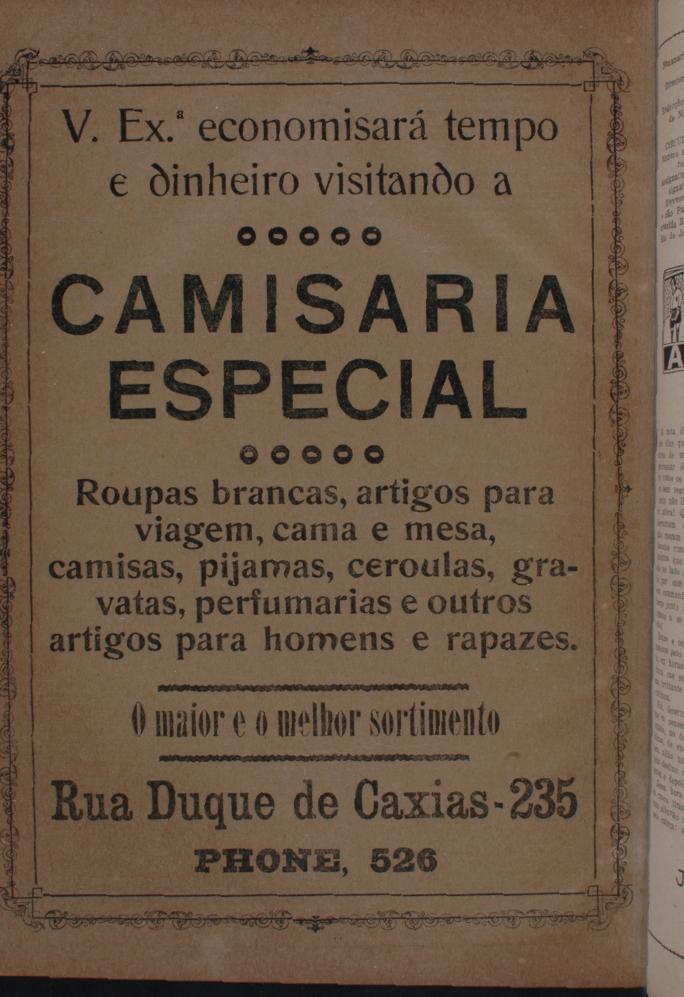 V. Ex.ª economisará tempo
e dinheiro visitando a
CAMISARIA
ESPECIAL
Roupas brancas, artigos para
viagem, cama e mesa,
camisas, pijamas, ceroulas, gra-
vatas, perfumarias e outros
artigos para homens e rapazes.
O maior e o melhor sortimento
Rua Duque de Caxias-235
PHONE, 526
A
J